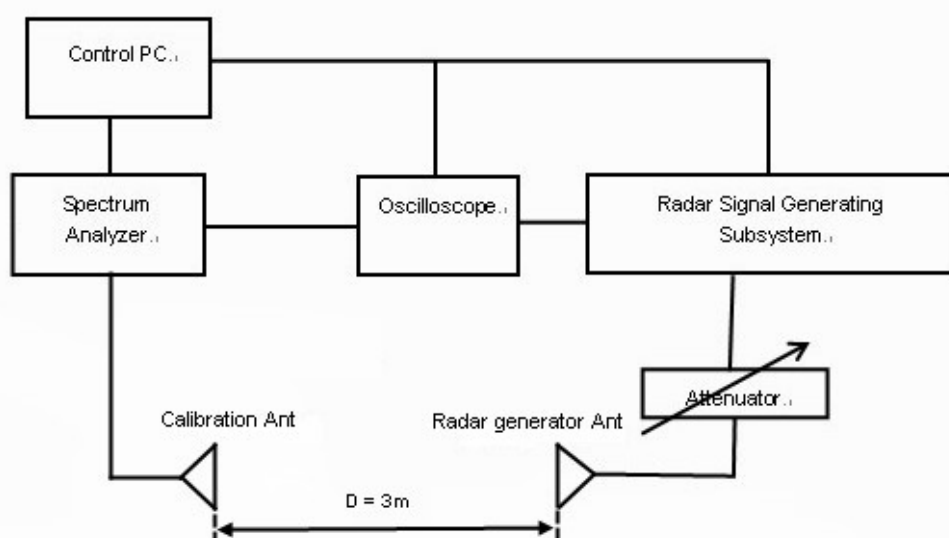 Control PC.
Spectrum
Analyzer.
Oscilloscope.
Radar Signal Generating
Subsystem.
Attenuator.
Calibration Ant
Radar generator Ant
D = 3m